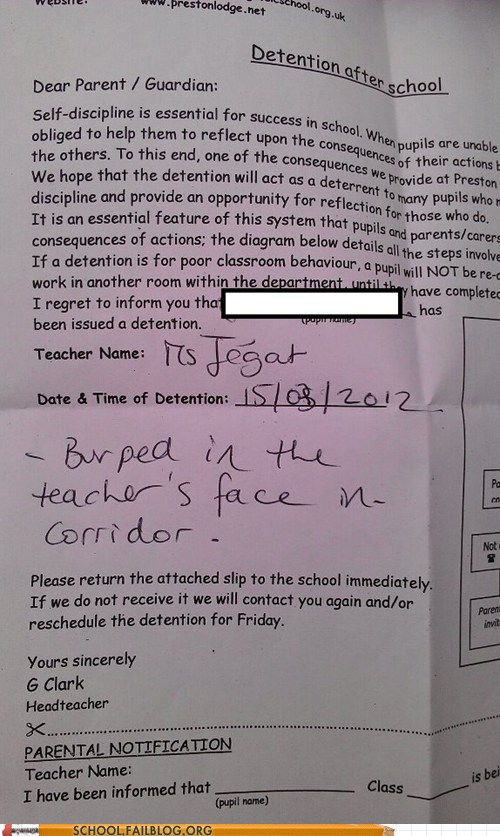 Website: www.prestonlodge.net
school.org.uk
Detention after school
Dear Parent / Guardian:
Self-discipline is essential for success in school. When pupils are unable
obliged to help them to reflect upon the consequences of their actions
the others. To this end, one of the consequences we provide at Preston
We hope that the detention will act as a deterrent to many pupils who
discipline and provide an opportunity for reflection for those who do.
It is an essential feature of this system that pupils and parents/carers
consequences of actions; the diagram below details all the steps involve
If a detention is for poor classroom behaviour, a pupil will NOT be re-
work in another room within the department, until they have completed
I regret to inform you that has
(pupil name)
been issued a detention.
Teacher Name: Ms Jégat
Date & Time of Detention: 15/03/2012
- Burped in the
teacher's face in
corridor.
Not
Paren
invit
Please return the attached slip to the school immediately.
If we do not receive it we will contact you again and/or
reschedule the detention for Friday.
Yours sincerely
G Clark
Headteacher
PARENTAL NOTIFICATION
Teacher Name:
I have been informed that ____ Class ____ is bei
(pupil name)
SCHOOL.FAILBLOG.ORG